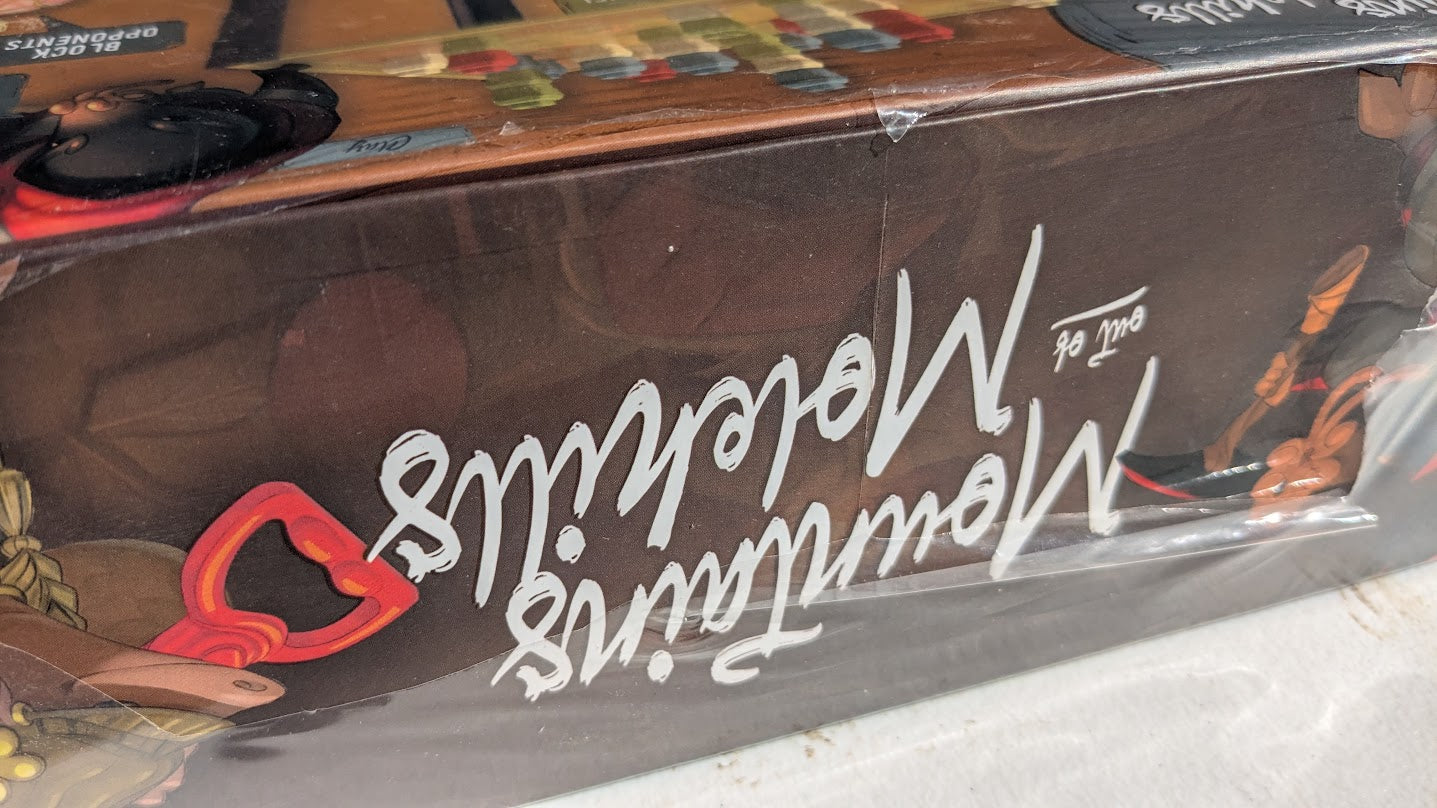 Mountains
out of
Molehills
BLOCK
OPPONENTS